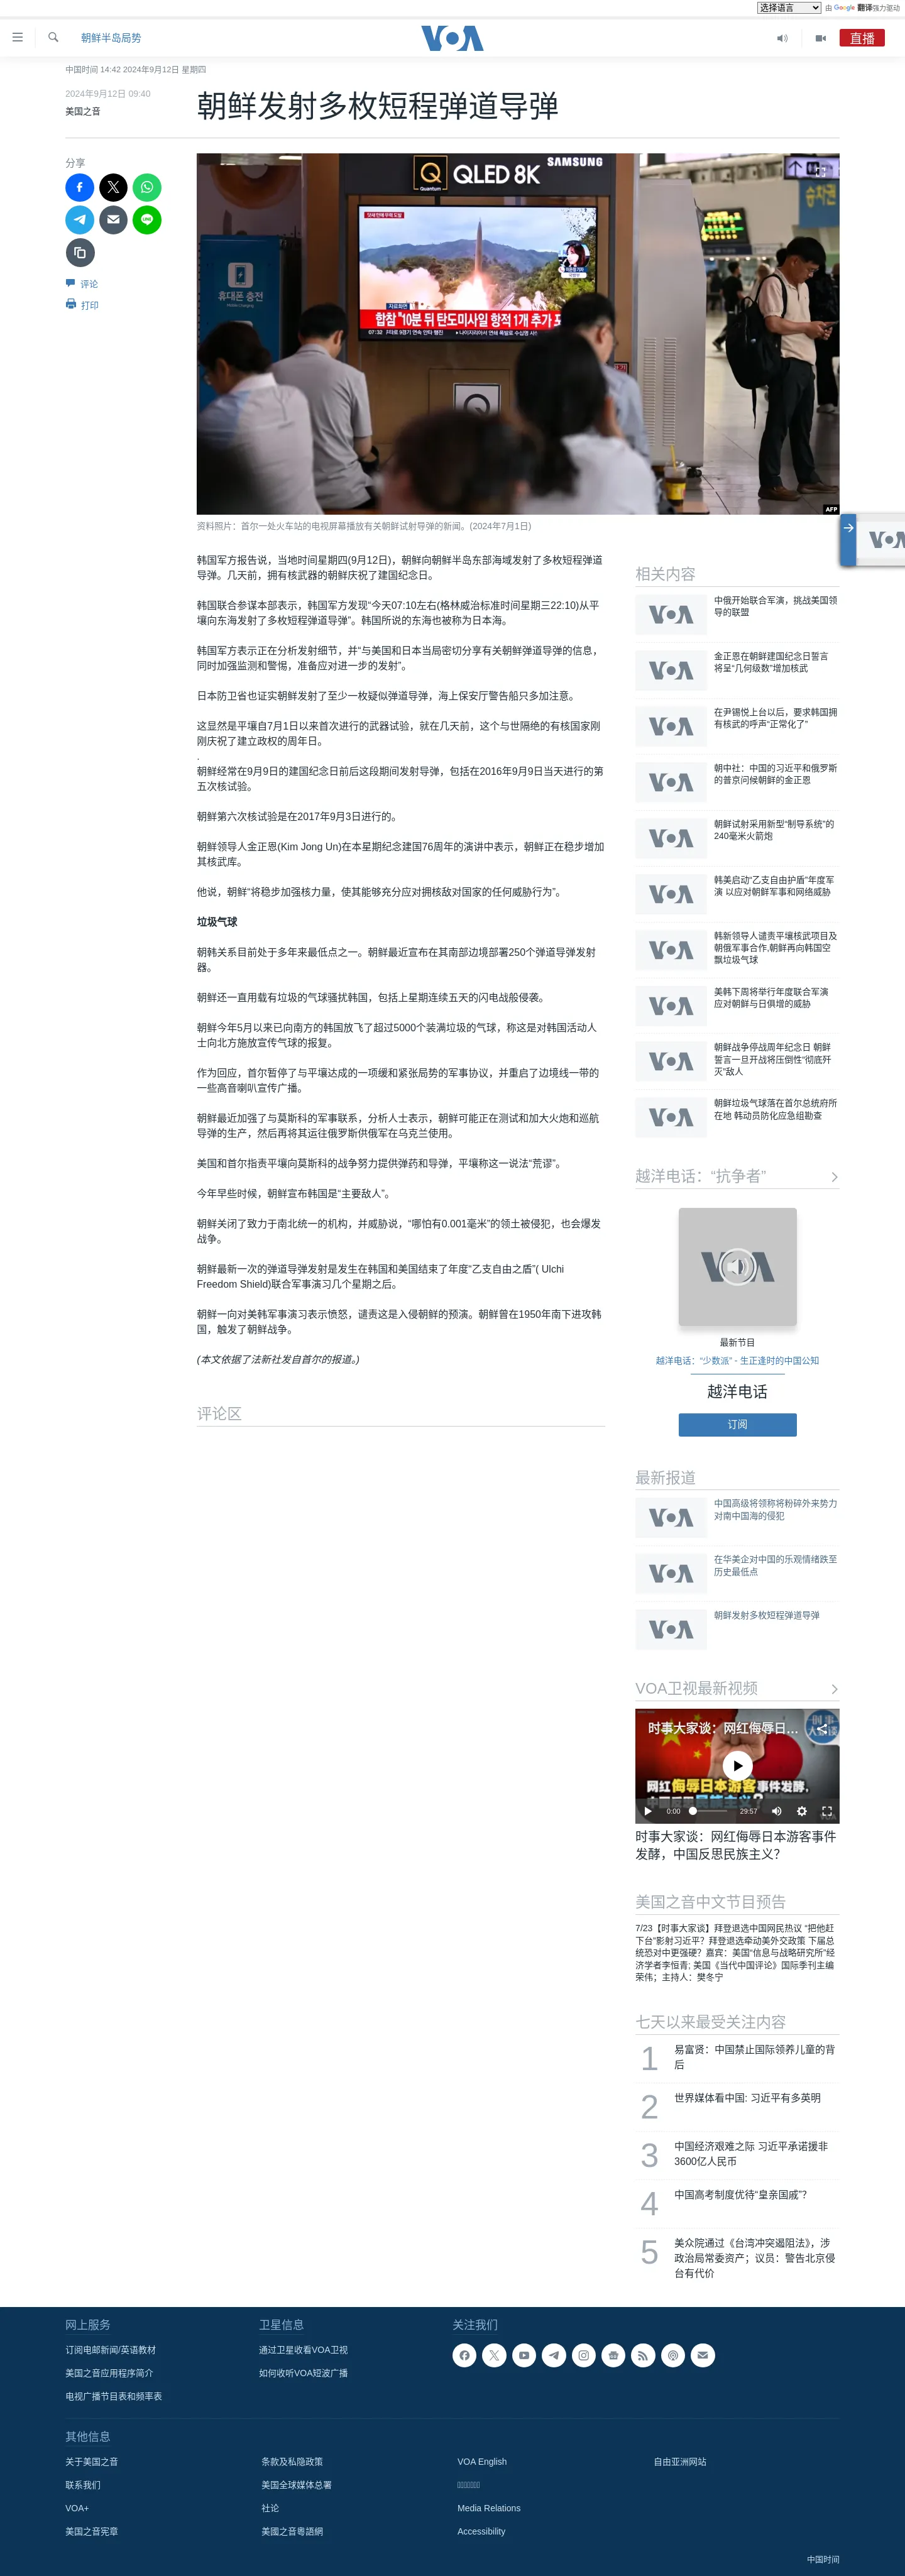 选择语言 由 Google 翻译强力驱动
朝鲜半岛局势
VOA
直播
中国时间 14:42 2024年9月12日 星期四
2024年9月12日 09:40
美国之音
朝鲜发射多枚短程弹道导弹
分享
评论
打印
SAMSUNG
QLED 8K
Quantum
휴대폰 충전
합참 "10분 뒤 탄도미사일 항적 1개 추가 포
07:32
승차권
AFP
资料照片：首尔一处火车站的电视屏幕播放有关朝鲜试射导弹的新闻。(2024年7月1日)
韩国军方报告说，当地时间星期四(9月12日)，朝鲜向朝鲜半岛东部海域发射了多枚短程弹道
导弹。几天前，拥有核武器的朝鲜庆祝了建国纪念日。
韩国联合参谋本部表示，韩国军方发现“今天07:10左右(格林威治标准时间星期三22:10)从平
壤向东海发射了多枚短程弹道导弹”。韩国所说的东海也被称为日本海。
韩国军方表示正在分析发射细节，并“与美国和日本当局密切分享有关朝鲜弹道导弹的信息，
同时加强监测和警惕，准备应对进一步的发射”。
日本防卫省也证实朝鲜发射了至少一枚疑似弹道导弹，海上保安厅警告船只多加注意。
这显然是平壤自7月1日以来首次进行的武器试验，就在几天前，这个与世隔绝的有核国家刚
刚庆祝了建立政权的周年日。
.
朝鲜经常在9月9日的建国纪念日前后这段期间发射导弹，包括在2016年9月9日当天进行的第
五次核试验。
朝鲜第六次核试验是在2017年9月3日进行的。
朝鲜领导人金正恩(Kim Jong Un)在本星期纪念建国76周年的演讲中表示，朝鲜正在稳步增加
其核武库。
他说，朝鲜“将稳步加强核力量，使其能够充分应对拥核敌对国家的任何威胁行为”。
垃圾气球
朝韩关系目前处于多年来最低点之一。朝鲜最近宣布在其南部边境部署250个弹道导弹发射
器。
朝鲜还一直用载有垃圾的气球骚扰韩国，包括上星期连续五天的闪电战般侵袭。
朝鲜今年5月以来已向南方的韩国放飞了超过5000个装满垃圾的气球，称这是对韩国活动人
士向北方施放宣传气球的报复。
作为回应，首尔暂停了与平壤达成的一项缓和紧张局势的军事协议，并重启了边境线一带的
一些高音喇叭宣传广播。
朝鲜最近加强了与莫斯科的军事联系，分析人士表示，朝鲜可能正在测试和加大火炮和巡航
导弹的生产，然后再将其运往俄罗斯供俄军在乌克兰使用。
美国和首尔指责平壤向莫斯科的战争努力提供弹药和导弹，平壤称这一说法“荒谬”。
今年早些时候，朝鲜宣布韩国是“主要敌人”。
朝鲜关闭了致力于南北统一的机构，并威胁说，“哪怕有0.001毫米”的领土被侵犯，也会爆发
战争。
朝鲜最新一次的弹道导弹发射是发生在韩国和美国结束了年度“乙支自由之盾”( Ulchi
Freedom Shield)联合军事演习几个星期之后。
朝鲜一向对美韩军事演习表示愤怒，谴责这是入侵朝鲜的预演。朝鲜曾在1950年南下进攻韩
国，触发了朝鲜战争。
(本文依据了法新社发自首尔的报道。)
评论区
相关内容
中俄开始联合军演，挑战美国领
导的联盟
金正恩在朝鲜建国纪念日誓言
将呈“几何级数”增加核武
在尹锡悦上台以后，要求韩国拥
有核武的呼声“正常化了”
朝中社：中国的习近平和俄罗斯
的普京问候朝鲜的金正恩
朝鲜试射采用新型“制导系统”的
240毫米火箭炮
韩美启动“乙支自由护盾”年度军
演 以应对朝鲜军事和网络威胁
韩新领导人谴责平壤核武项目及
朝俄军事合作,朝鲜再向韩国空
飘垃圾气球
美韩下周将举行年度联合军演
应对朝鲜与日俱增的威胁
朝鲜战争停战周年纪念日 朝鲜
誓言一旦开战将压倒性“彻底歼
灭”敌人
朝鲜垃圾气球落在首尔总统府所
在地 韩动员防化应急组勘查
越洋电话：“抗争者”
最新节目
越洋电话：“少数派” - 生正逢时的中国公知
越洋电话
订阅
最新报道
中国高级将领称将粉碎外来势力
对南中国海的侵犯
在华美企对中国的乐观情绪跌至
历史最低点
朝鲜发射多枚短程弹道导弹
VOA卫视最新视频
时事大家谈：网红侮辱日...
网红侮辱日本游客事件发酵，
中国反思民族主义？
0:00 29:57
时事大家谈：网红侮辱日本游客事件
发酵，中国反思民族主义？
美国之音中文节目预告
7/23【时事大家谈】拜登退选中国网民热议 “把他赶
下台”影射习近平？拜登退选牵动美外交政策 下届总
统恐对中更强硬？嘉宾：美国“信息与战略研究所”经
济学者李恒青; 美国《当代中国评论》国际季刊主编
荣伟；主持人：樊冬宁
七天以来最受关注内容
1 易富贤：中国禁止国际领养儿童的背
后
2 世界媒体看中国: 习近平有多英明
3 中国经济艰难之际 习近平承诺援非
3600亿人民币
4 中国高考制度优待“皇亲国戚”？
5 美众院通过《台湾冲突遏阻法》，涉
政治局常委资产；议员：警告北京侵
台有代价
网上服务
订阅电邮新闻/英语教材
美国之音应用程序简介
电视广播节目表和频率表
卫星信息
通过卫星收看VOA卫视
如何收听VOA短波广播
关注我们
其他信息
关于美国之音
联系我们
VOA+
美国之音宪章
条款及私隐政策
美国全球媒体总署
社论
美國之音粵語網
VOA English
Media Relations
Accessibility
自由亚洲网站
中国时间